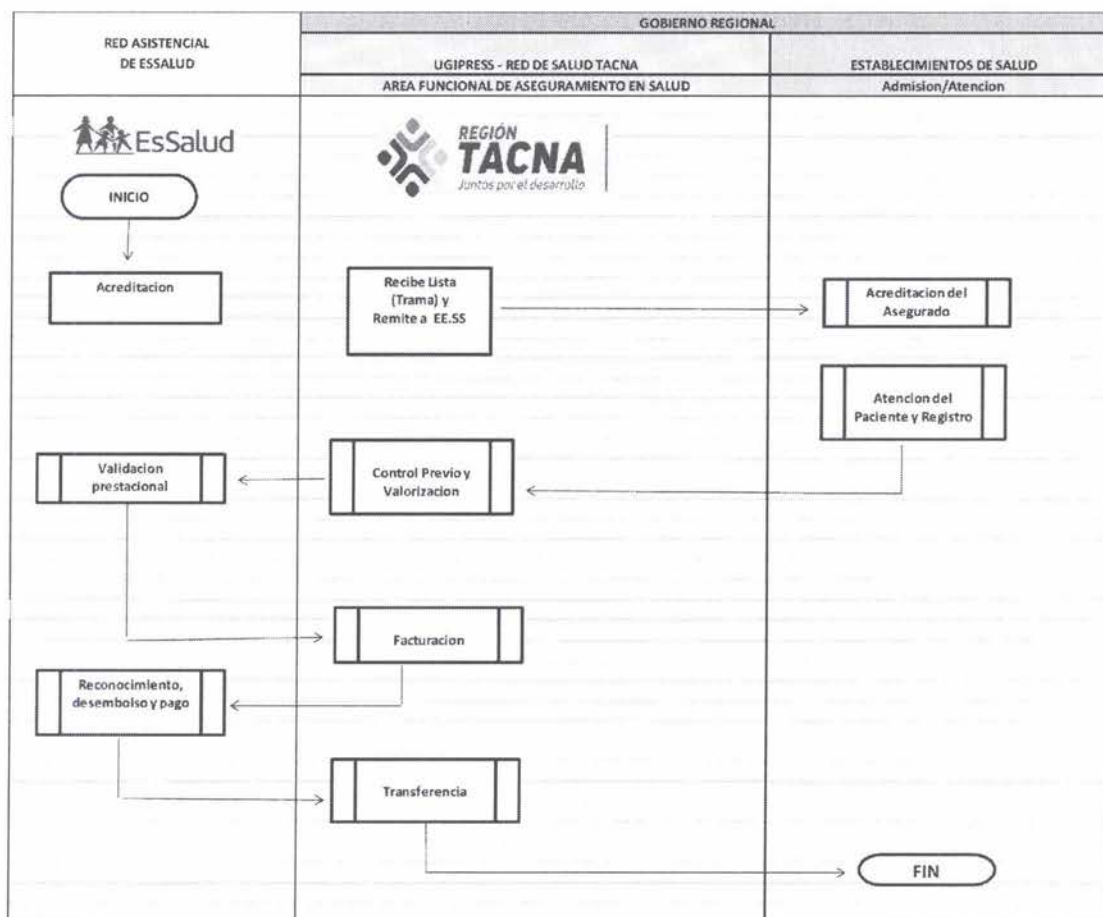 RED ASISTENCIAL
DE ESSALUD
GOBIERNO REGIONAL
UGIPRESS - RED DE SALUD TACNA
ESTABLECIMIENTOS DE SALUD
AREA FUNCIONAL DE ASEGURAMIENTO EN SALUD
Admision/Atencion
EsSalud
REGIÓN
TACNA
Juntos por el desarrollo
INICIO
Acreditacion
Recibe Lista
(Trama) y
Remite a EE.SS
Acreditacion del
Asegurado
Atencion del
Paciente y Registro
Validacion
prestacional
Control Previo y
Valorizacion
Facturacion
Reconocimiento,
desembolso y pago
Transferencia
FIN